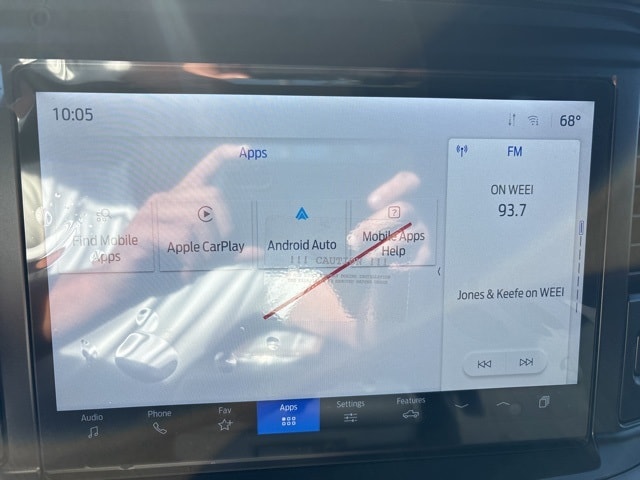 10:05
68°
Apps
FM
ON WEEI
93.7
Find Mobile
Apps
Apple CarPlay
Android Auto
Mobile Apps
Help
!!! CAUTION !!!
Jones & Keefe on WEEI
Audio
Phone
Fav
Apps
Settings
Features